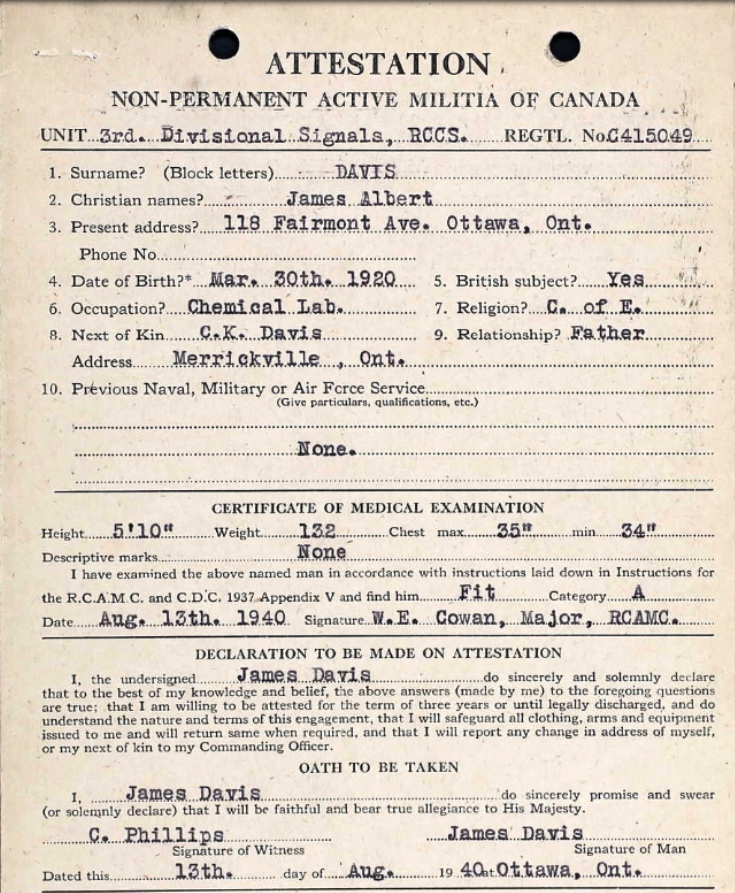 ATTESTATION
NON-PERMANENT ACTIVE MILITIA OF CANADA
UNIT 3rd. Divisional Signals, RCCS. REGTL. No. C415049
1. Surname? (Block letters) DAVIS
2. Christian names? James Albert
3. Present address? 118 Fairmont Ave. Ottawa, Ont.
Phone No.
4. Date of Birth?* Mar. 30th. 1920 5. British subject? Yes
6. Occupation? Chemical Lab. 7. Religion? C. of E.
8. Next of Kin C.K. Davis 9. Relationship? Father
Address Merrickville , Ont.
10. Previous Naval, Military or Air Force Service
(Give particulars, qualifications, etc.)
None.
CERTIFICATE OF MEDICAL EXAMINATION
Height 5'10" Weight 132 Chest max 35" min 34"
Descriptive marks None
I have examined the above named man in accordance with instructions laid down in Instructions for
the R.C.A.M.C. and C.D.C. 1937 Appendix V and find him Fit Category A
Date Aug. 13th. 1940 Signature W.E. Cowan, Major, RCAMC.
DECLARATION TO BE MADE ON ATTESTATION
I, the undersigned James Davis do sincerely and solemnly declare
that to the best of my knowledge and belief, the above answers (made by me) to the foregoing questions
are true; that I am willing to be attested for the term of three years or until legally discharged, and do
understand the nature and terms of this engagement, that I will safeguard all clothing, arms and equipment
issued to me and will return same when required, and that I will report any change in address of myself,
or my next of kin to my Commanding Officer.
OATH TO BE TAKEN
I, James Davis do sincerely promise and swear
(or solemnly declare) that I will be faithful and bear true allegiance to His Majesty.
C. Phillips James Davis
Signature of Witness Signature of Man
Dated this 13th. day of Aug. 1940 at Ottawa, Ont.